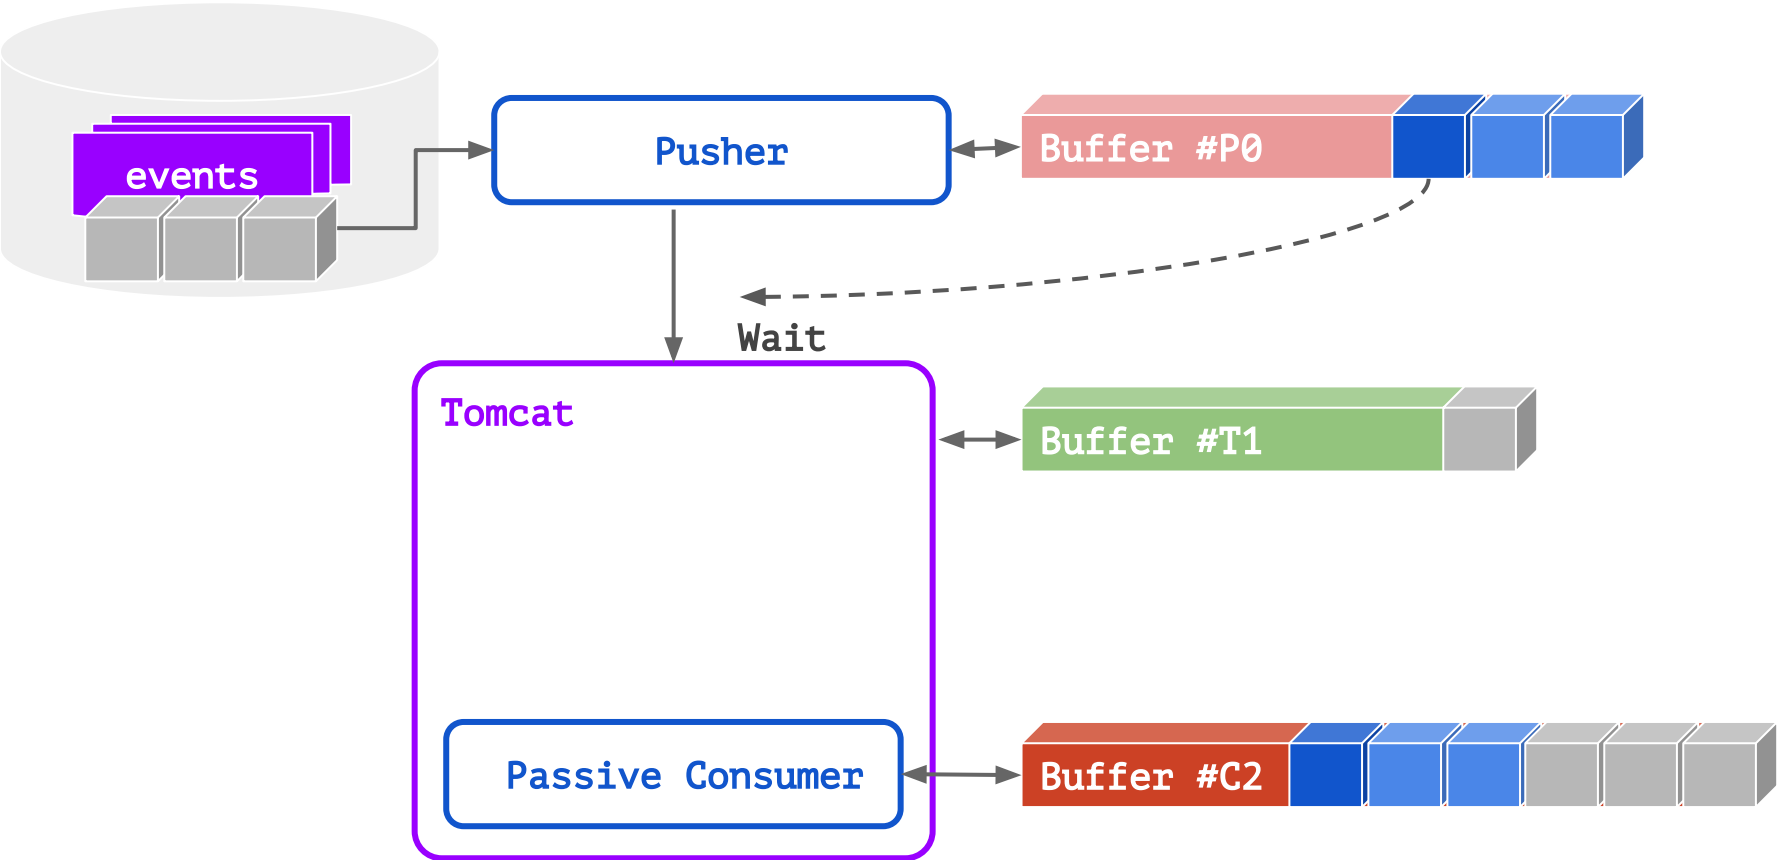 events
Pusher
Buffer #P0
Wait
Tomcat
Buffer #T1
Passive Consumer
Buffer #C2